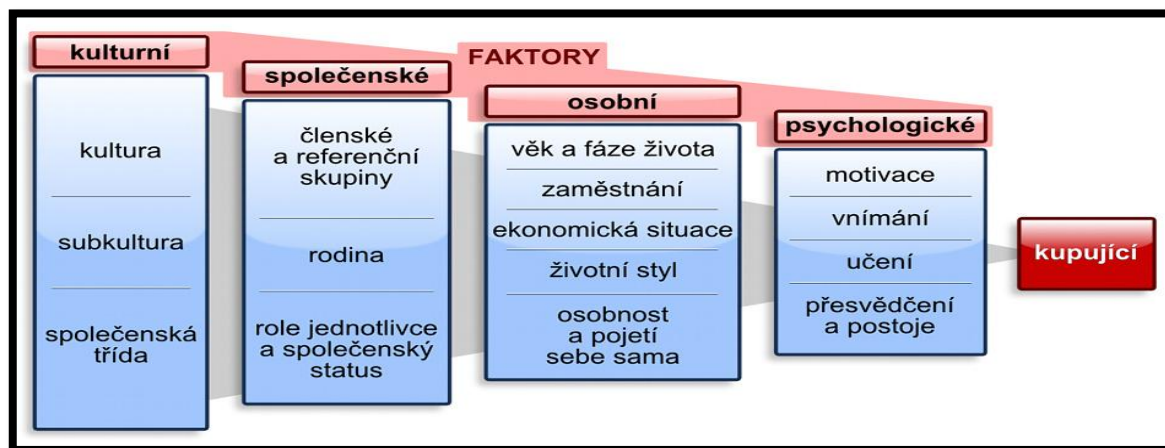 FAKTORY
kulturní
kultura
subkultura
společenská
třída
společenské
členské
a referenční
skupiny
rodina
role jednotlivce
a společenský
status
osobní
věk a fáze života
zaměstnání
ekonomická situace
životní styl
osobnost
a pojetí
sebe sama
psychologické
motivace
vnímání
učení
přesvědčení
a postoje
kupující